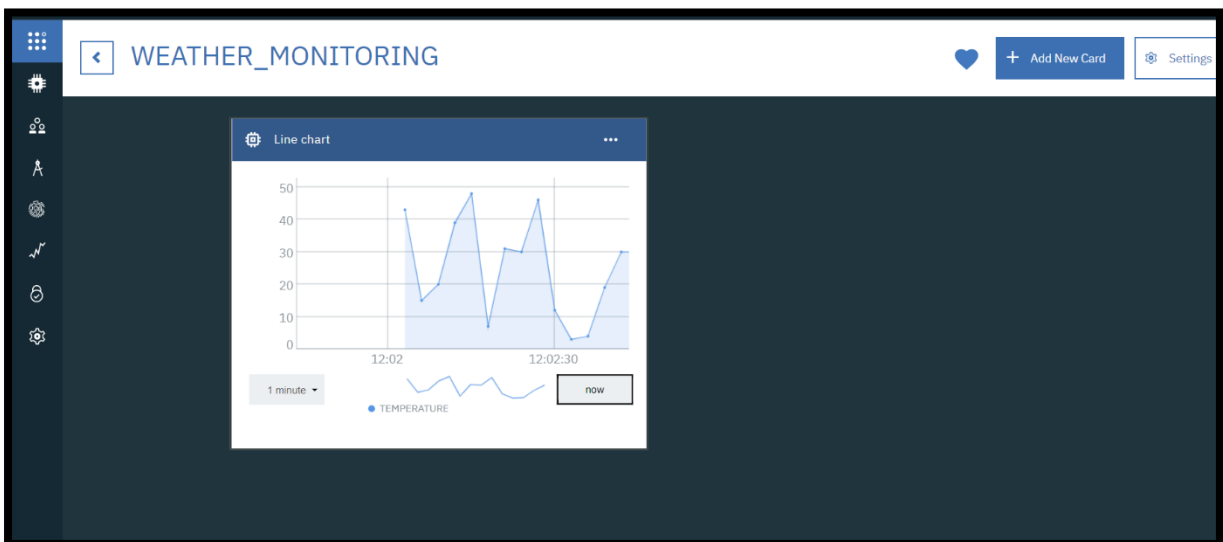 WEATHER_MONITORING
+ Add New Card
Settings
Line chart
50
40
30
20
10
0
12:02
12:02:30
1 minute
now
TEMPERATURE